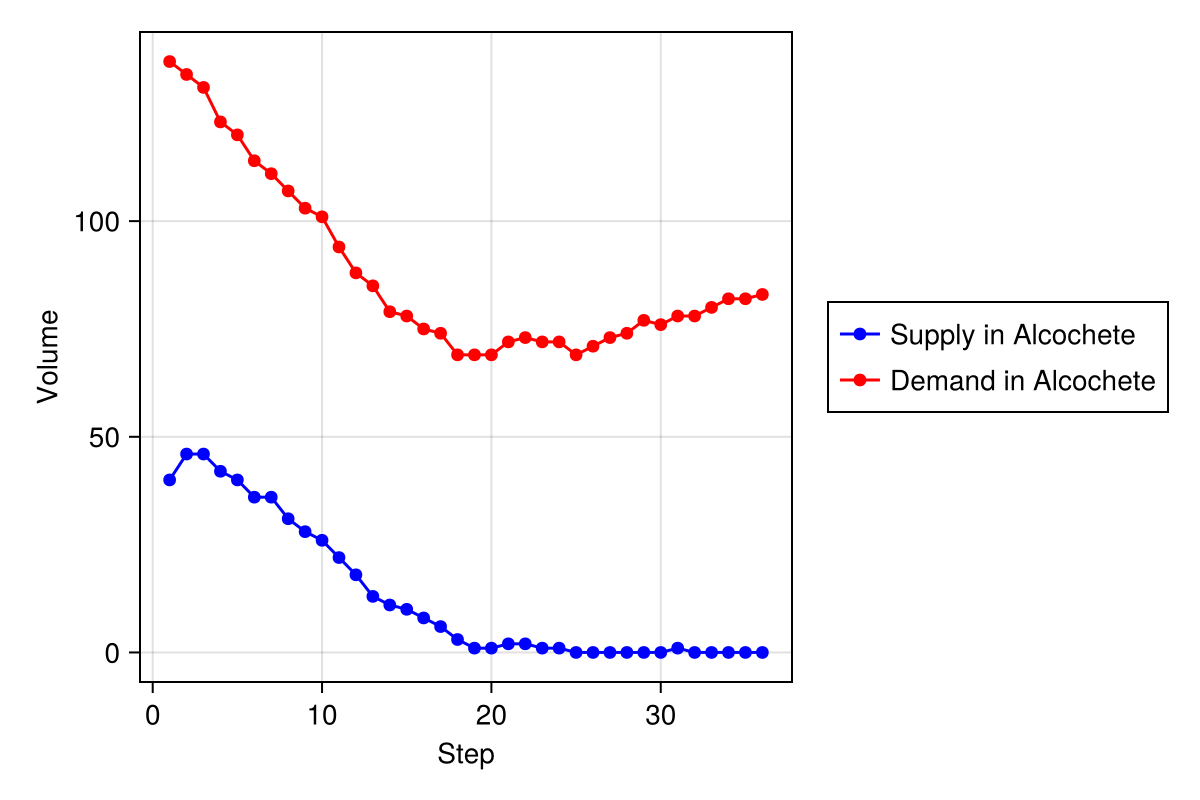 100
50
0
Volume
0 10 20 30
Step
Supply in Alcochete
Demand in Alcochete